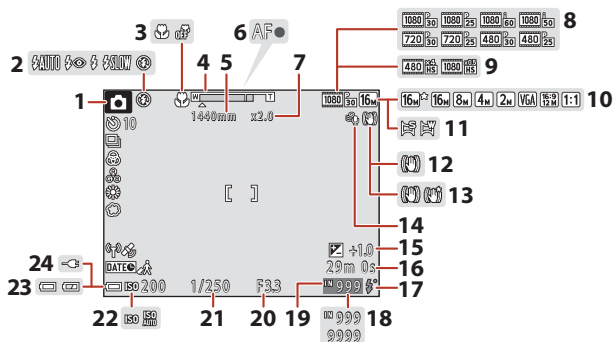 3 OFF 4 5 6 AF 7 1080 P 30 1080 P 25 1080 i 60 1080 i 50 8
720 P 30 720 P 25 480 P 30 480 P 25
2 AUTO SLOW
480 HS 1080 HS 9
1 W T 1080 P 30 16M 16M 16M 8M 4M 2M VGA 16:9 12M 1:1 10
1440mm x2.0
11
10
12
13
14
+1.0 15
29m 0s 16
DATE
24
23 ISO 200 1/250 F3.3 IN 999 17
22 ISO ISO AUTO 21 20 19 IN 999 18
9999